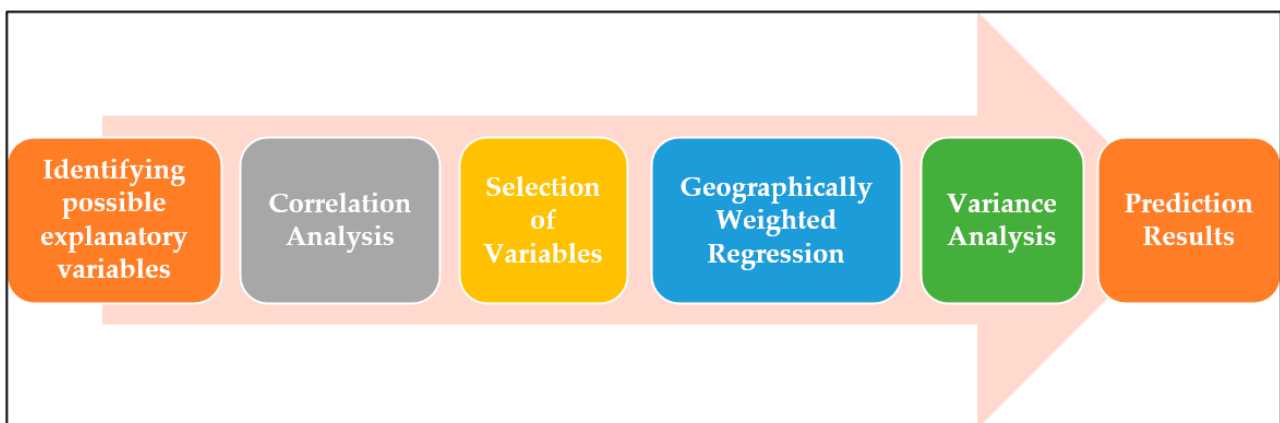 Identifying
possible
explanatory
variables
Correlation
Analysis
Selection
of
Variables
Geographically
Weighted
Regression
Variance
Analysis
Prediction
Results